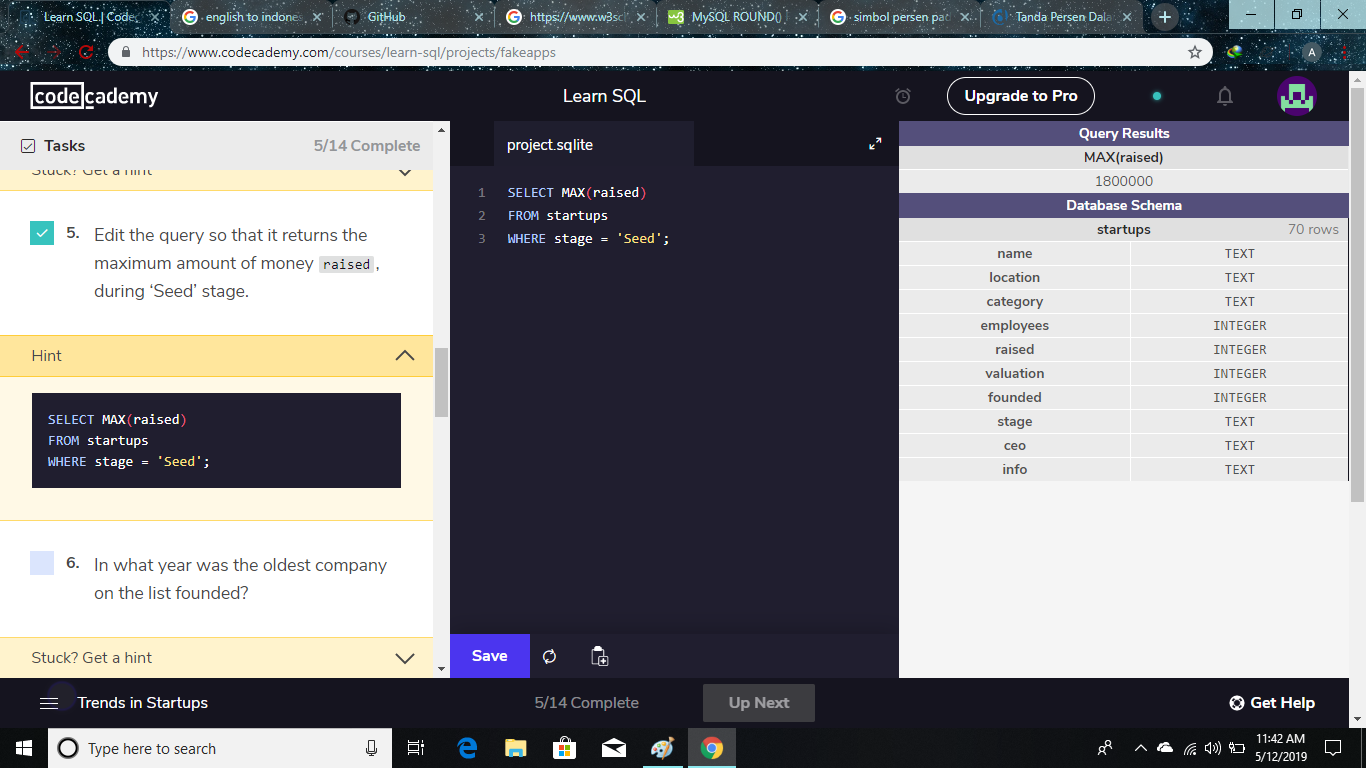 Learn SQL | Codec
english to indones
GitHub
https://www.w3sc
MySQL ROUND()
simbol persen pad
Tanda Persen Dala
https://www.codecademy.com/courses/learn-sql/projects/fakeapps
A
codecademy
Learn SQL
Upgrade to Pro
Tasks
5/14 Complete
Stuck? Get a hint
5. Edit the query so that it returns the
maximum amount of money raised,
during ‘Seed’ stage.
Hint
SELECT MAX(raised)
FROM startups
WHERE stage = 'Seed';
6. In what year was the oldest company
on the list founded?
Stuck? Get a hint
project.sqlite
1 SELECT MAX(raised)
2 FROM startups
3 WHERE stage = 'Seed';
Save
Query Results
MAX(raised)
1800000
Database Schema
startups 70 rows
name TEXT
location TEXT
category TEXT
employees INTEGER
raised INTEGER
valuation INTEGER
founded INTEGER
stage TEXT
ceo TEXT
info TEXT
Trends in Startups
5/14 Complete
Up Next
Get Help
Type here to search
11:42 AM
5/12/2019